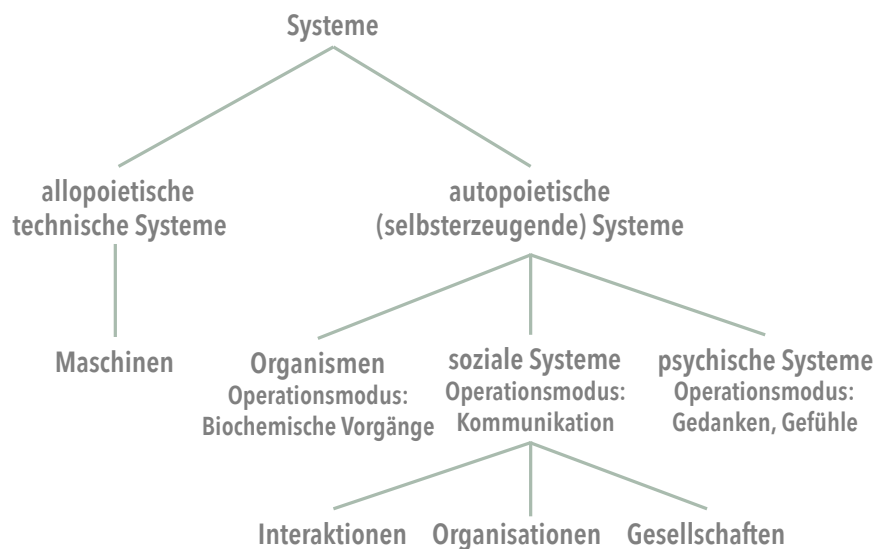 Systeme
allopoietische
technische Systeme
autopoietische
(selbsterzeugende) Systeme
Maschinen
Organismen
Operationsmodus:
Biochemische Vorgänge
soziale Systeme
Operationsmodus:
Kommunikation
psychische Systeme
Operationsmodus:
Gedanken, Gefühle
Interaktionen
Organisationen
Gesellschaften